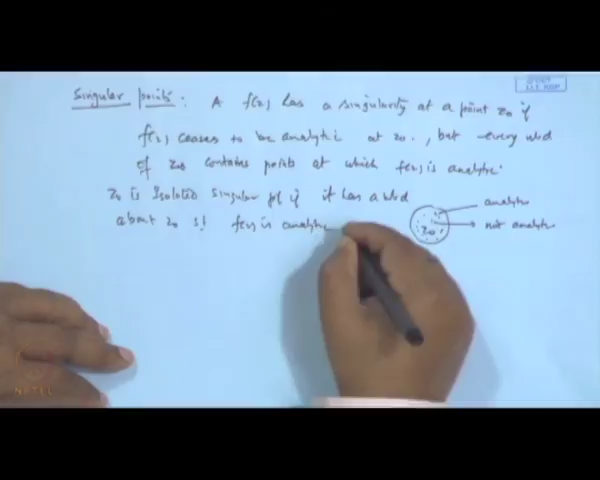 Singular points : A f(z) has a singularity at a point z0 if
f(z) ceases to be analytic at z0 , but every nbd
of z0 contains points at which f(z) is analytic.
z0 is Isolated singular pt if it has a nbd
about z0 s.t f(z) is analytic
analytic
not analytic
z0
NPTEL